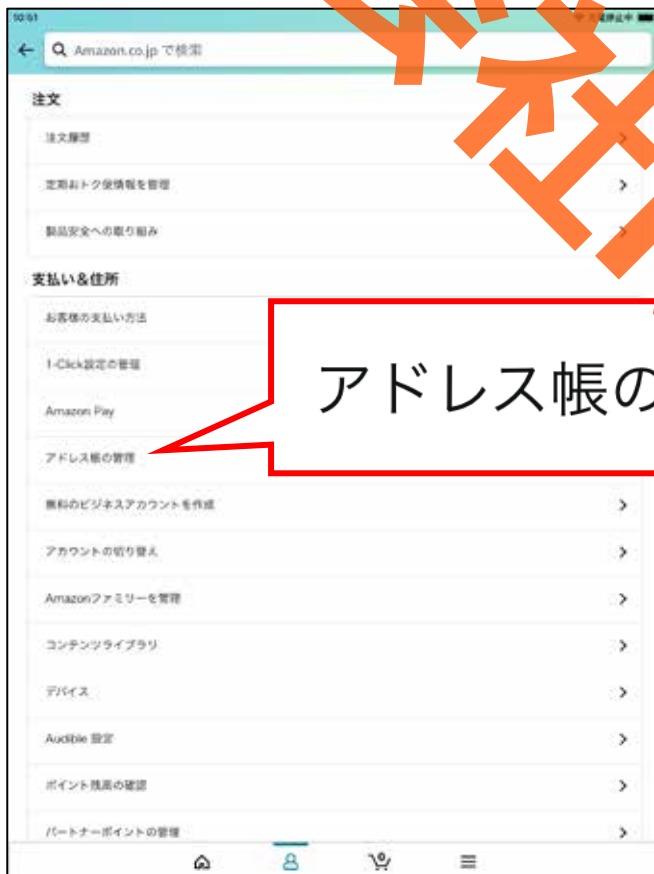 10:51
Amazon.co.jp で検索
注文
注文履歴
定期おトク便情報を管理
製品安全への取り組み
支払い&住所
お客様の支払い方法
1-Click設定の管理
Amazon Pay
アドレス帳の
アドレス帳の管理
無料のビジネスアカウントを作成
アカウントの切り替え
Amazonファミリーを管理
コンテンツライブラリ
デバイス
Audible 設定
ポイント残高の確認
パートナーポイントの管理